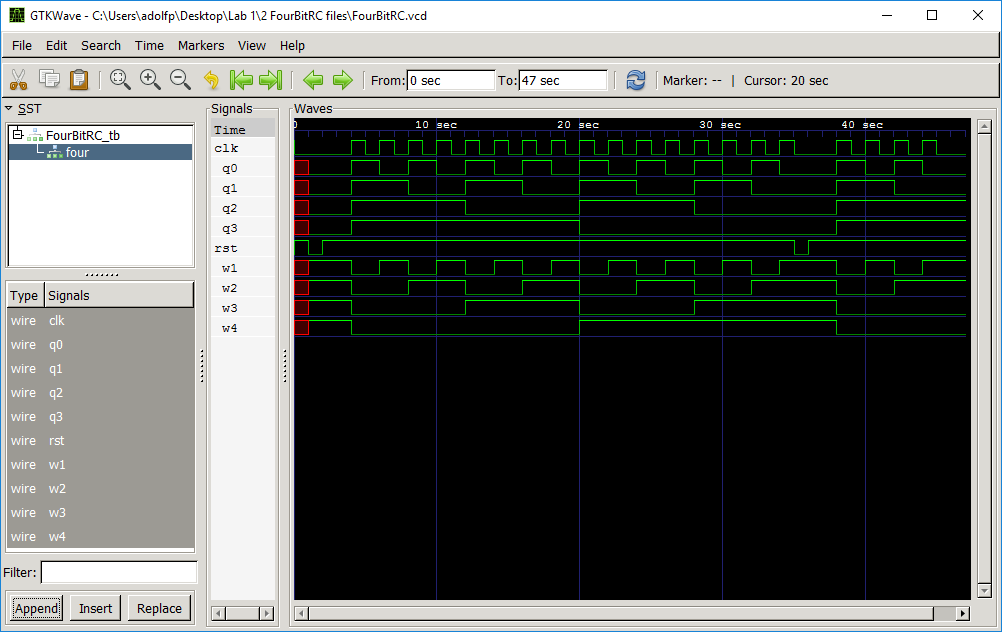 GTKWave - C:\Users\adolfp\Desktop\Lab 1\2 FourBitRC files\FourBitRC.vcd
File Edit Search Time Markers View Help
From: 0 sec To: 47 sec Marker: -- | Cursor: 20 sec
SST
FourBitRC_tb
four
Type Signals
wire clk
wire q0
wire q1
wire q2
wire q3
wire rst
wire w1
wire w2
wire w3
wire w4
Filter:
Append Insert Replace
Signals
Time
clk
q0
q1
q2
q3
rst
w1
w2
w3
w4
Waves
0 10 sec 20 sec 30 sec 40 sec